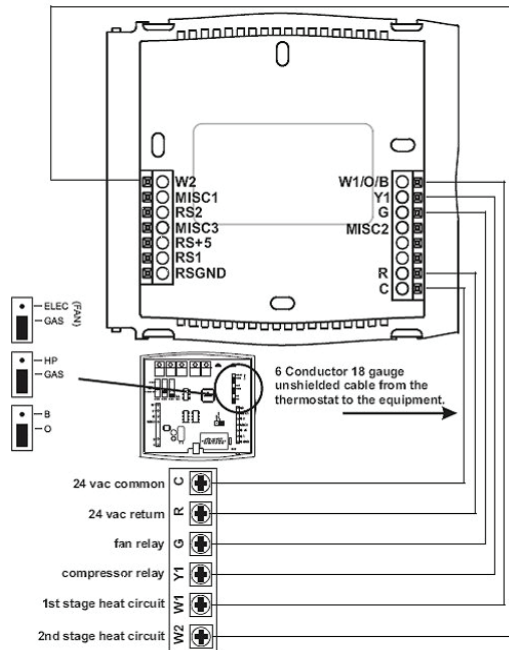 W2
MISC1
RS2
MISC3
RS+5
RS1
RSGND
W1/O/B
Y1
G
MISC2
R
C
ELEC (FAN)
GAS
HP
GAS
B
O
6 Conductor 18 gauge
unshielded cable from the
thermostat to the equipment.
24 vac common C
24 vac return R
fan relay G
compressor relay Y1
1st stage heat circuit W1
2nd stage heat circuit W2